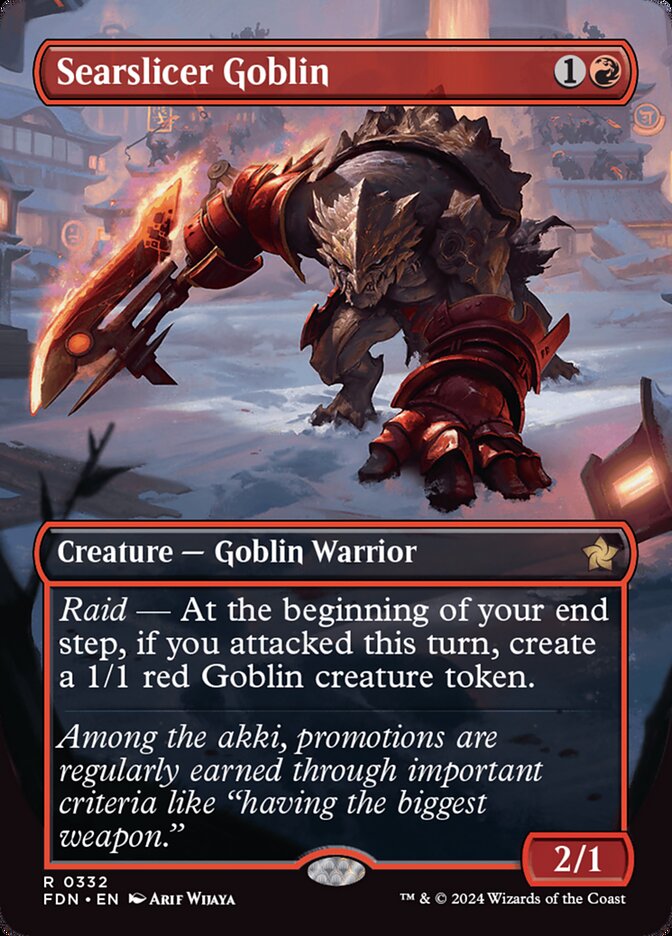 Searslicer Goblin 1
Creature — Goblin Warrior
Raid — At the beginning of your end
step, if you attacked this turn, create
a 1/1 red Goblin creature token.
Among the akki, promotions are
regularly earned through important
criteria like “having the biggest
weapon.”
2/1
R 0332
FDN • EN Arif Wijaya
™ & © 2024 Wizards of the Coast